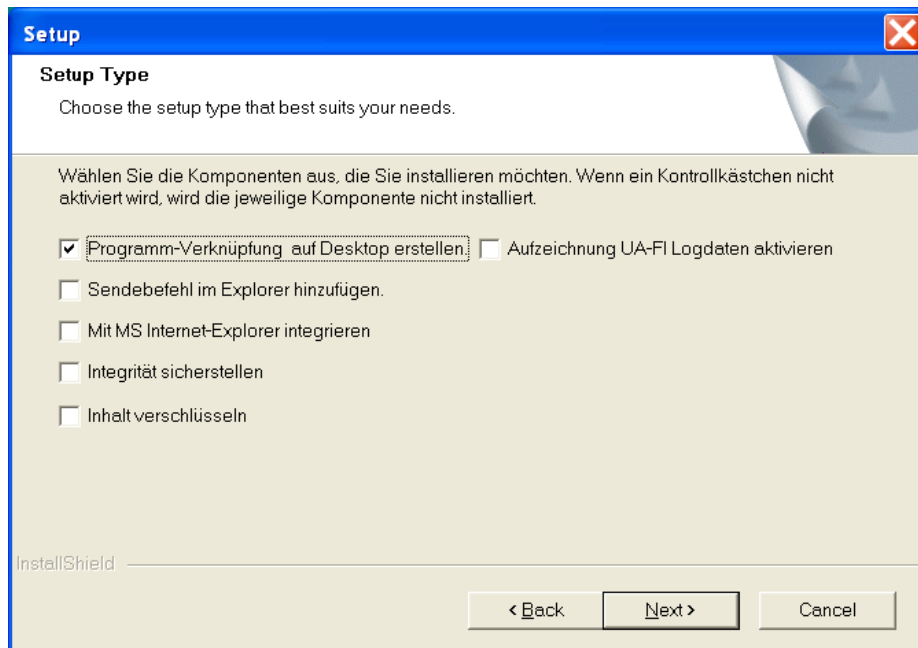 Setup
Setup Type
Choose the setup type that best suits your needs.
Wählen Sie die Komponenten aus, die Sie installieren möchten. Wenn ein Kontrollkästchen nicht
aktiviert wird, wird die jeweilige Komponente nicht installiert.
Programm-Verknüpfung auf Desktop erstellen. Aufzeichnung UA-FI Logdaten aktivieren
Sendebefehl im Explorer hinzufügen.
Mit MS Internet-Explorer integrieren
Integrität sicherstellen
Inhalt verschlüsseln
InstallShield
< Back Next > Cancel